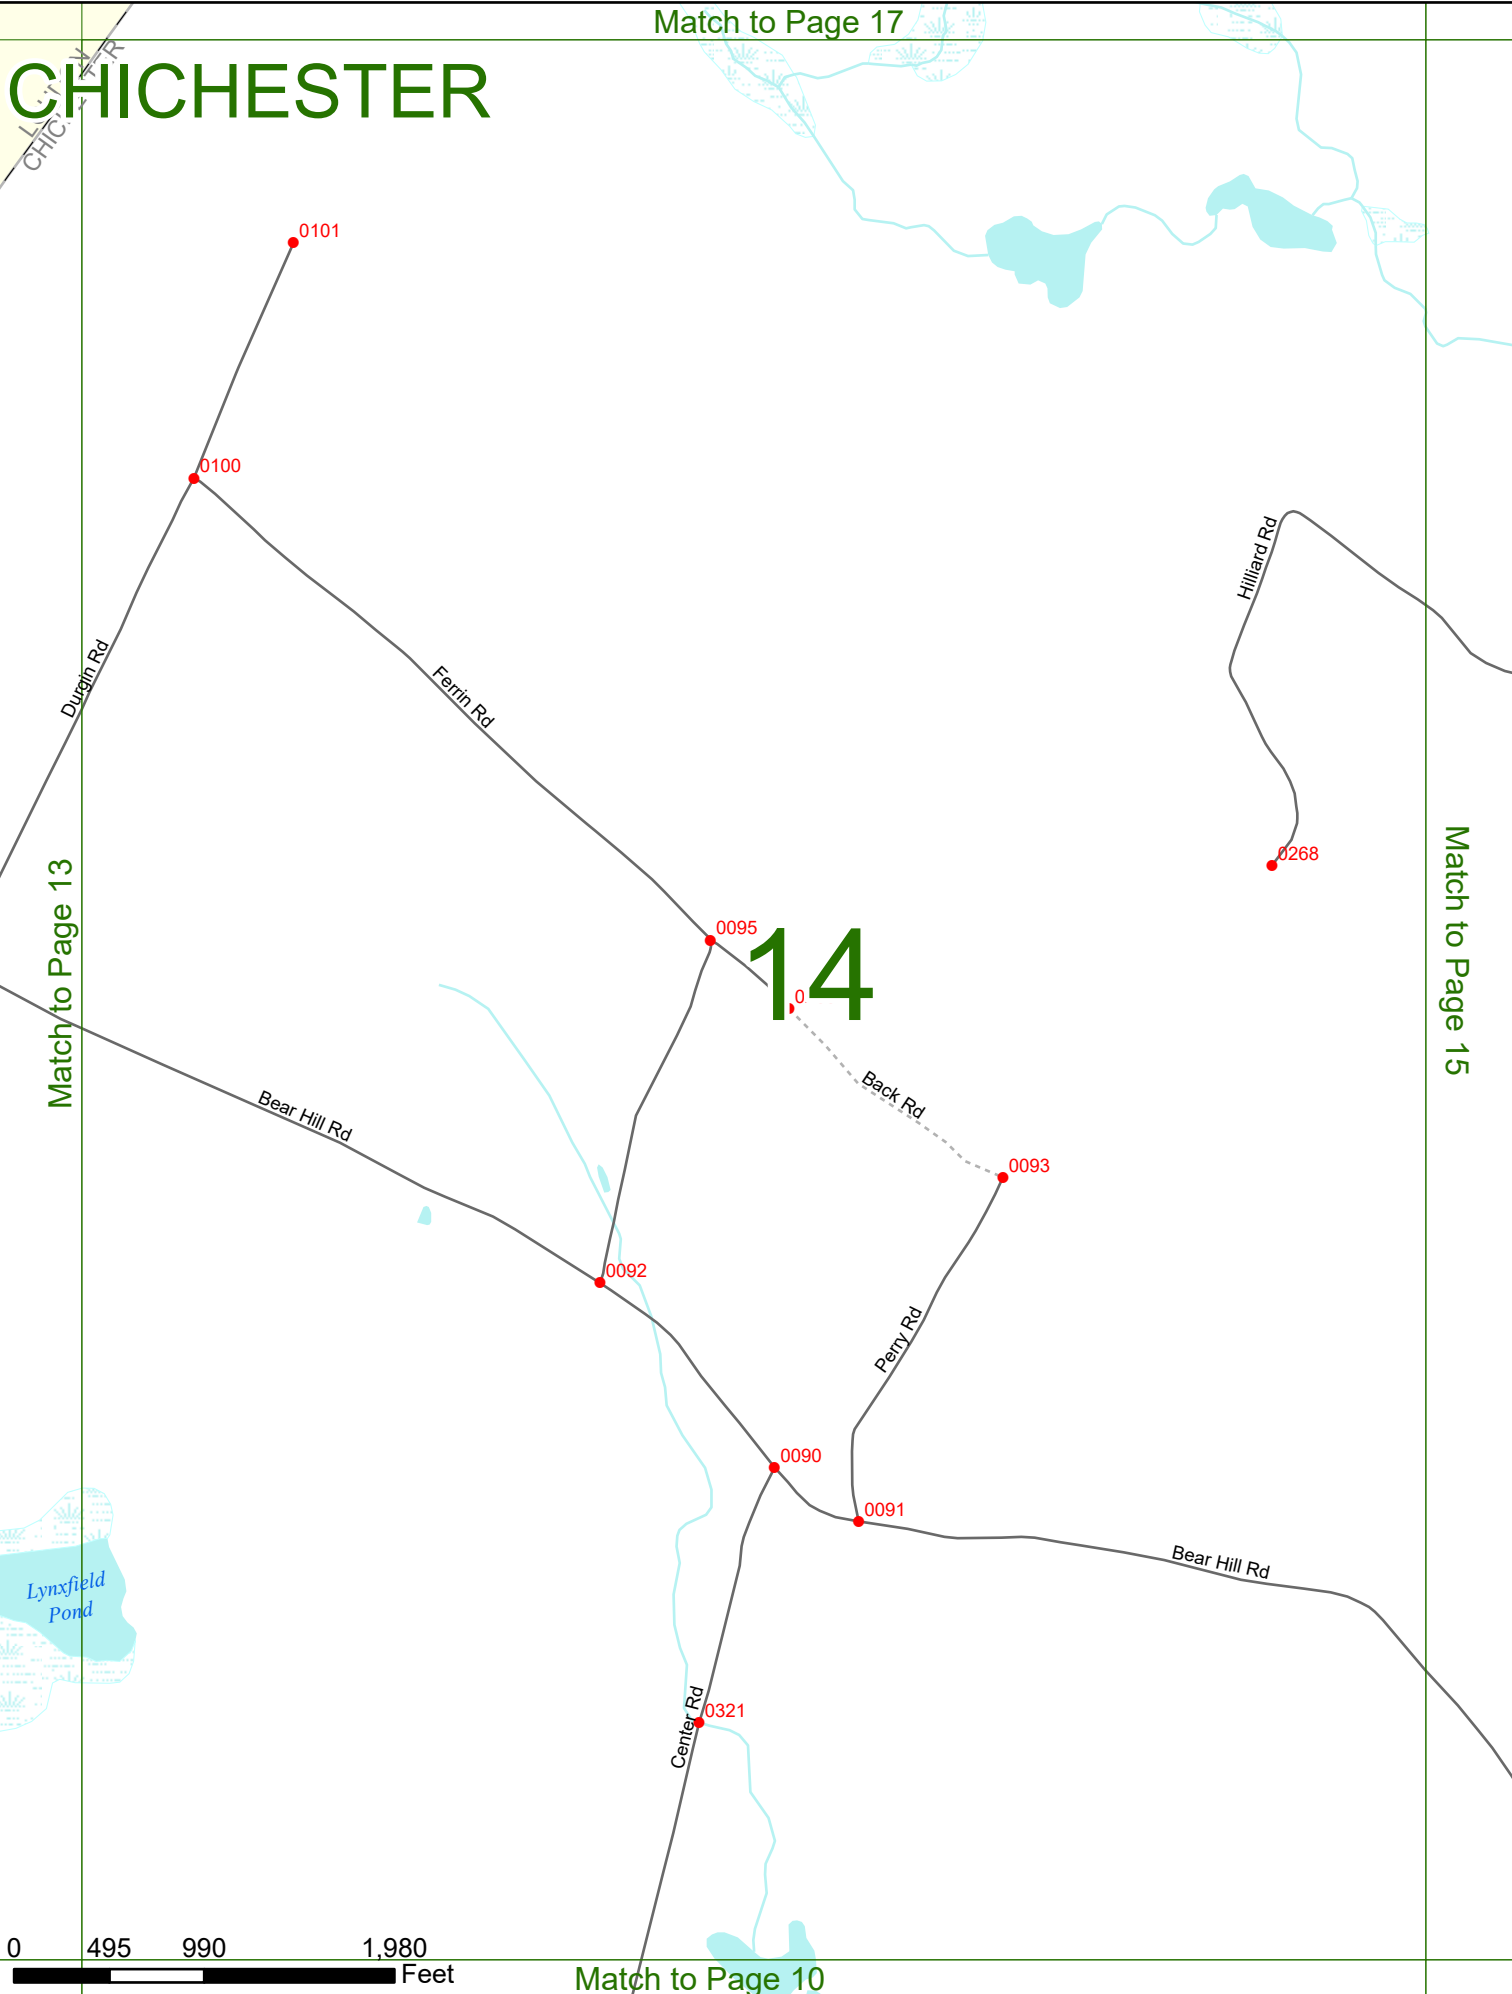 Match to Page 17
CHICHESTER
0101
0100
Hilliard Rd
Durgin Rd
Ferrin Rd
Match to Page 13
Match to Page 15
0268
0095
14
0
Back Rd
Bear Hill Rd
0093
0092
Perry Rd
0090
0091
Bear Hill Rd
Lynxfield
Pond
Center Rd
0321
0 495 990 1,980
Feet
Match to Page 10